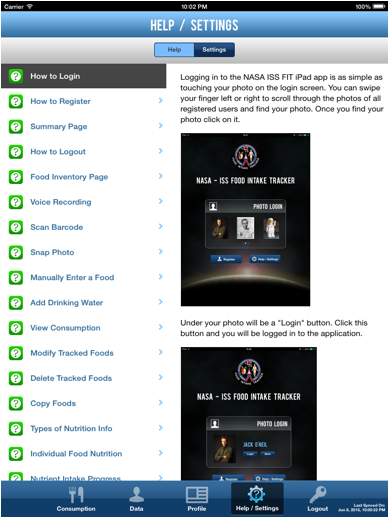 Carrier 10:02 PM 100%
HELP / SETTINGS
Help Settings
How to Login
How to Register
Summary Page
How to Logout
Food Inventory Page
Voice Recording
Scan Barcode
Snap Photo
Manually Enter a Food
Add Drinking Water
View Consumption
Modify Tracked Foods
Delete Tracked Foods
Copy Foods
Types of Nutrition Info
Individual Food Nutrition
Nutrient Intake Progress
Logging in to the NASA ISS FIT iPad app is as simple as
touching your photo on the login screen. You can swipe
your finger left or right to scroll through the photos of all
registered users and find your photo. Once you find your
photo click on it.
NASA - ISS FOOD INTAKE TRACKER
PHOTO LOGIN
Register Help / Settings
Under your photo will be a "Login" button. Click this
button and you will be logged in to the application.
NASA - ISS FOOD INTAKE TRACKER
PHOTO LOGIN
JACK O'NEIL
Login Back
Register Help / Settings
Consumption Data Profile Help / Settings Logout
Last Synced On: